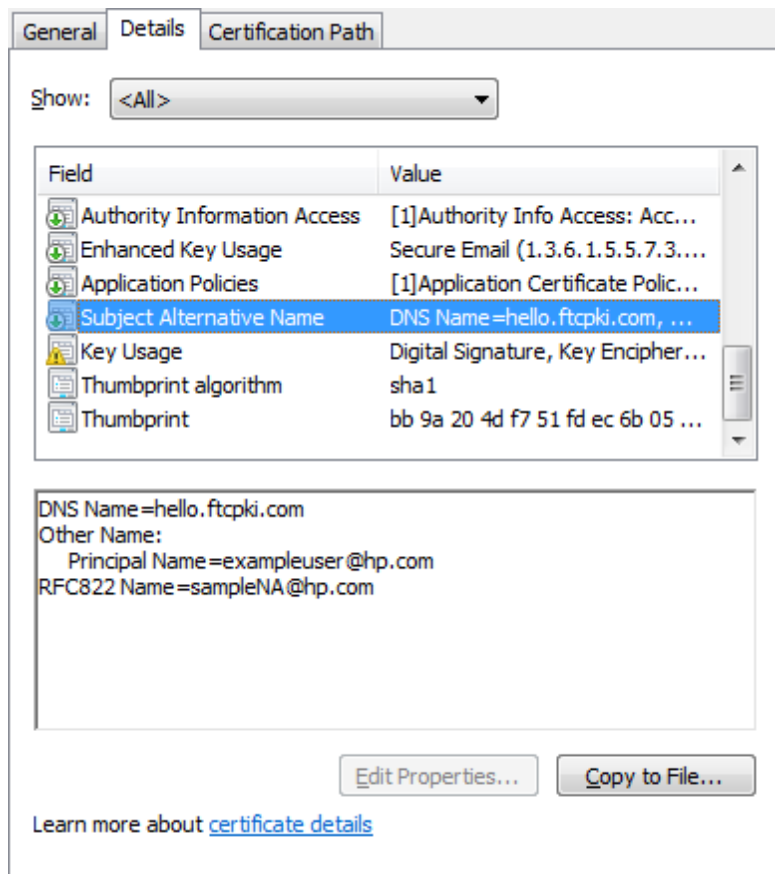 General Details Certification Path
Show: <All>
Field Value
Authority Information Access [1]Authority Info Access: Acc...
Enhanced Key Usage Secure Email (1.3.6.1.5.5.7.3....
Application Policies [1]Application Certificate Polic...
Subject Alternative Name DNS Name=hello.ftcpki.com, ...
Key Usage Digital Signature, Key Encipher...
Thumbprint algorithm sha1
Thumbprint bb 9a 20 4d f7 51 fd ec 6b 05 ...
DNS Name=hello.ftcpki.com
Other Name:
Principal Name=exampleuser@hp.com
RFC822 Name=sampleNA@hp.com
Edit Properties... Copy to File...
Learn more about certificate details